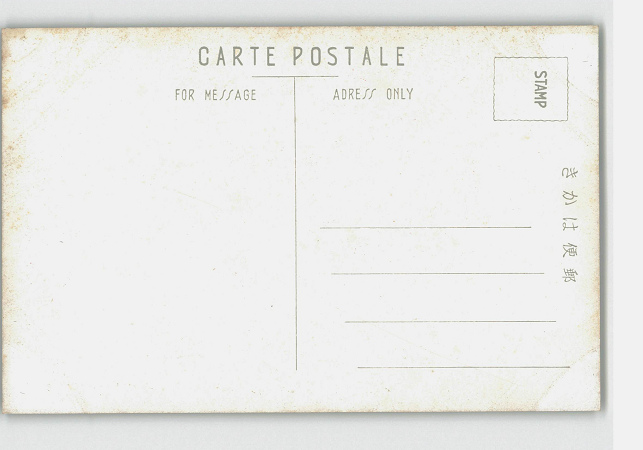 CARTE POSTALE
FOR MESSAGE
ADRESS ONLY
STAMP
郵便はかき